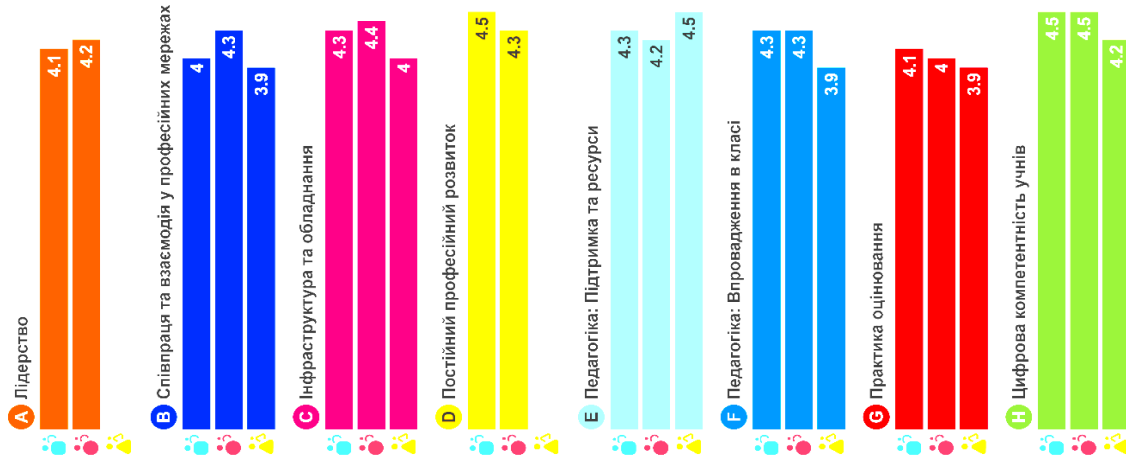 A Лідерство
4.1
4.2
B Співпраця та взаємодія у професійних мережах
4
4.3
3.9
C Інфраструктура та обладнання
4.3
4.4
4
D Постійний професійний розвиток
4.5
4.3
E Педагогіка: Підтримка та ресурси
4.3
4.2
4.5
F Педагогіка: Впровадження в класі
4.3
4.3
3.9
G Практика оцінювання
4.1
4
3.9
H Цифрова компетентність учнів
4.5
4.5
4.2